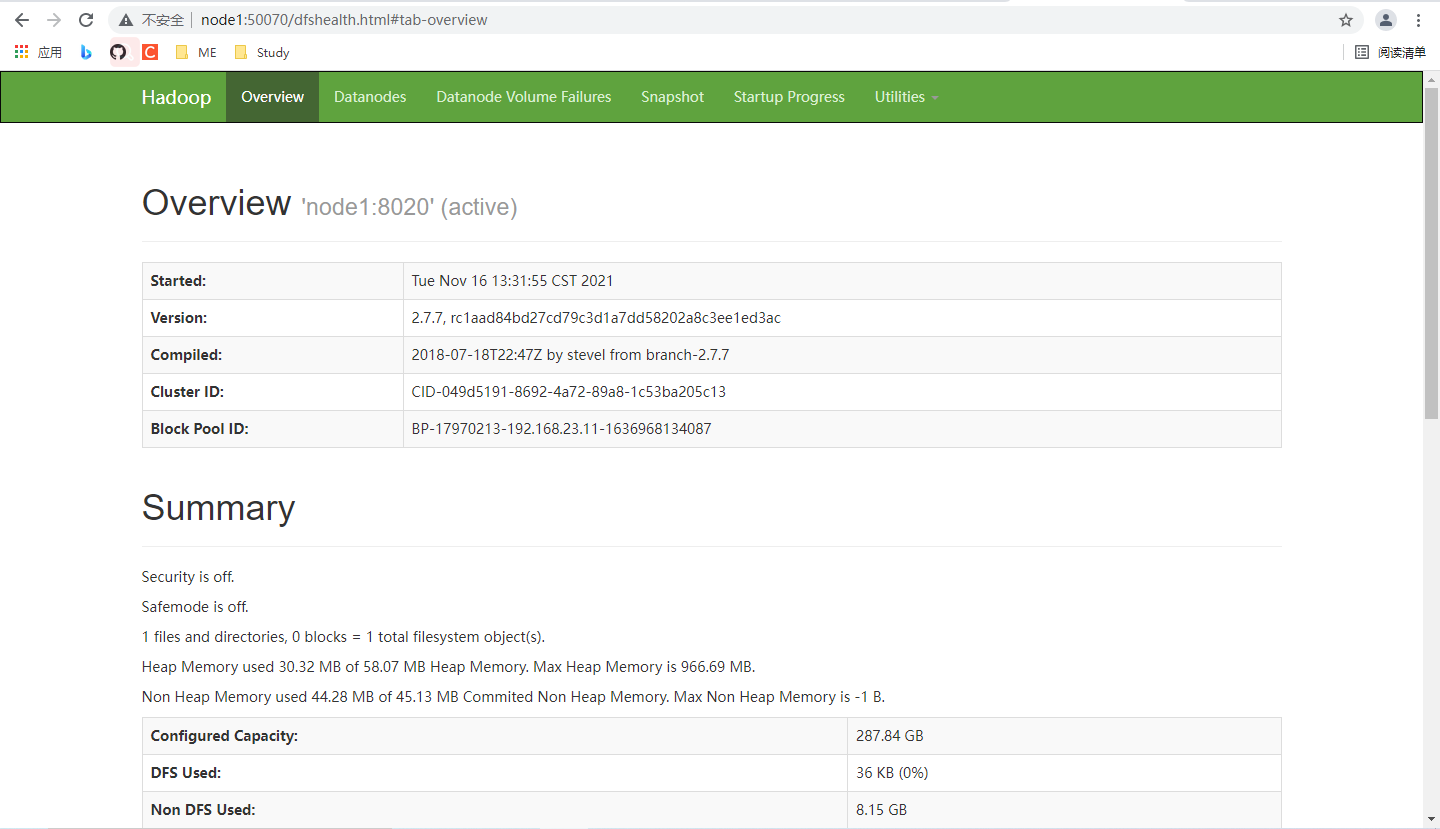 不安全 node1:50070/dfshealth.html#tab-overview
应用 ME Study 阅读清单
Hadoop Overview Datanodes Datanode Volume Failures Snapshot Startup Progress Utilities
Overview 'node1:8020' (active)
Started: Tue Nov 16 13:31:55 CST 2021
Version: 2.7.7, rc1aad84bd27cd79c3d1a7dd58202a8c3ee1ed3ac
Compiled: 2018-07-18T22:47Z by stevel from branch-2.7.7
Cluster ID: CID-049d5191-8692-4a72-89a8-1c53ba205c13
Block Pool ID: BP-17970213-192.168.23.11-1636968134087
Summary
Security is off.
Safemode is off.
1 files and directories, 0 blocks = 1 total filesystem object(s).
Heap Memory used 30.32 MB of 58.07 MB Heap Memory. Max Heap Memory is 966.69 MB.
Non Heap Memory used 44.28 MB of 45.13 MB Commited Non Heap Memory. Max Non Heap Memory is -1 B.
Configured Capacity: 287.84 GB
DFS Used: 36 KB (0%)
Non DFS Used: 8.15 GB